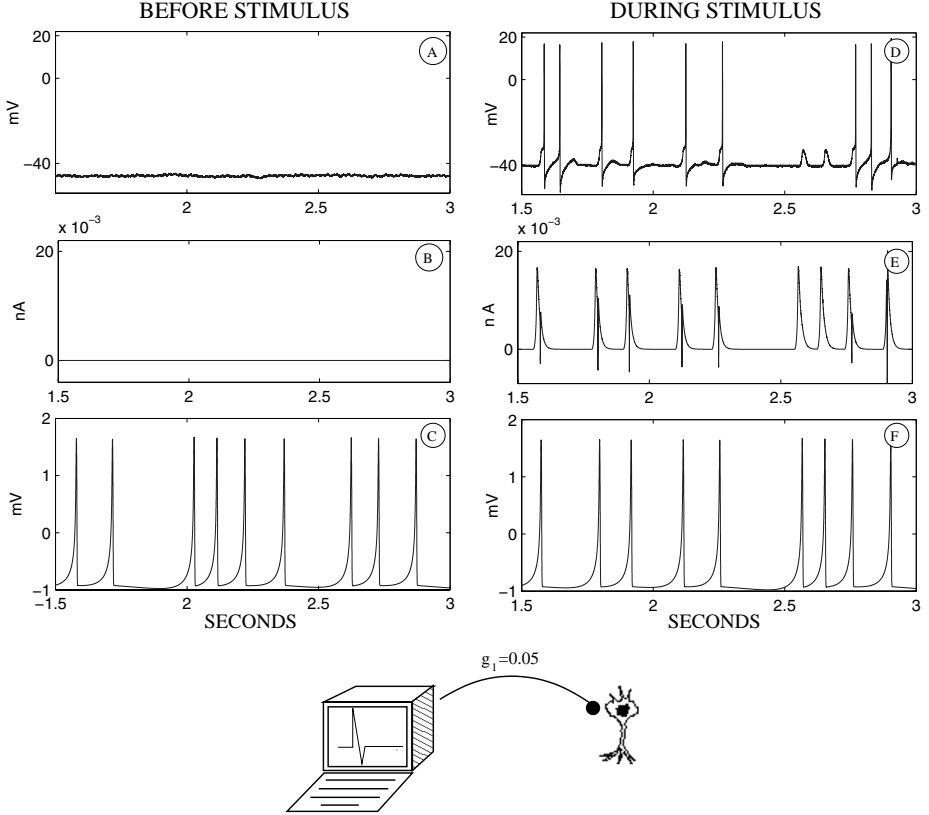 BEFORE STIMULUS
DURING STIMULUS
20
0
−40
mV
A
2
2.5
3
20
0
−40
mV
D
1.5
2
2.5
3
x 10⁻³
20
0
nA
B
1.5
2
2.5
3
x 10⁻³
20
0
n A
E
1.5
2
2.5
3
2
1
0
−1
mV
C
−1.5
2
2.5
3
SECONDS
2
1
0
−1
mV
F
1.5
2
2.5
3
SECONDS
g₁=0.05